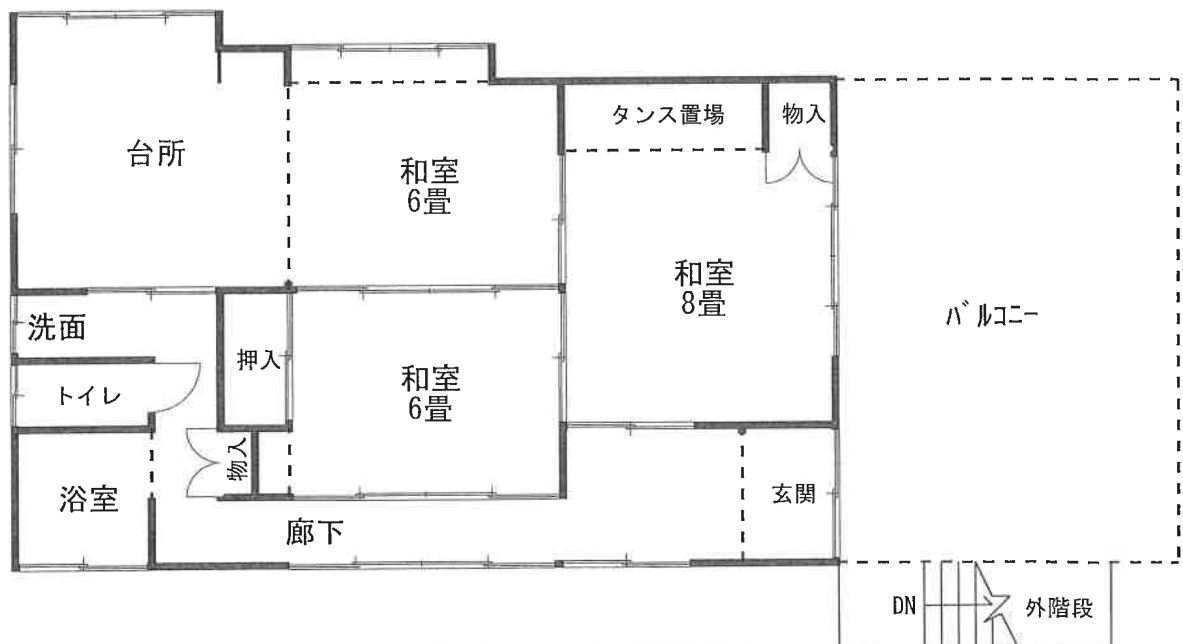 タンス置場
物入
台所
和室
6畳
和室
8畳
バルコニー
洗面
押入
和室
6畳
トイレ
物入
浴室
玄関
廊下
DN
外階段